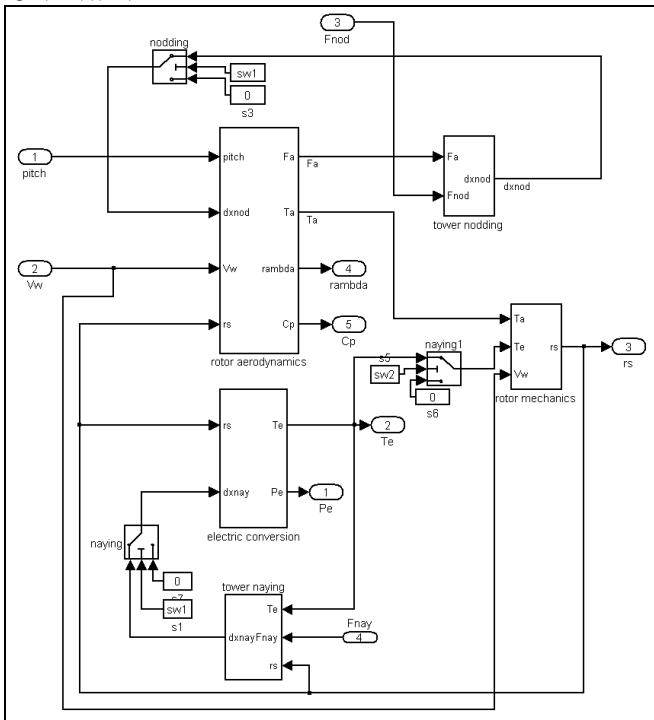 3
Fnod
nodding
sw1
0
s3
1
pitch
pitch
Fa
Fa
Fa
dxnod
dxnod
Fnod
tower nodding
dxnod
Ta
Ta
2
Vw
Vw
rambda
4
rambda
rs
Cp
5
Cp
rotor aerodynamics
Ta
Te
Vw
rs
rotor mechanics
3
rs
naying1
s5
sw2
0
s6
rs
Te
2
Te
dxnay
Pe
1
Pe
electric conversion
naying
0
s7
sw1
s1
tower naying
Te
dxnay
Fnay
rs
Fnay
4